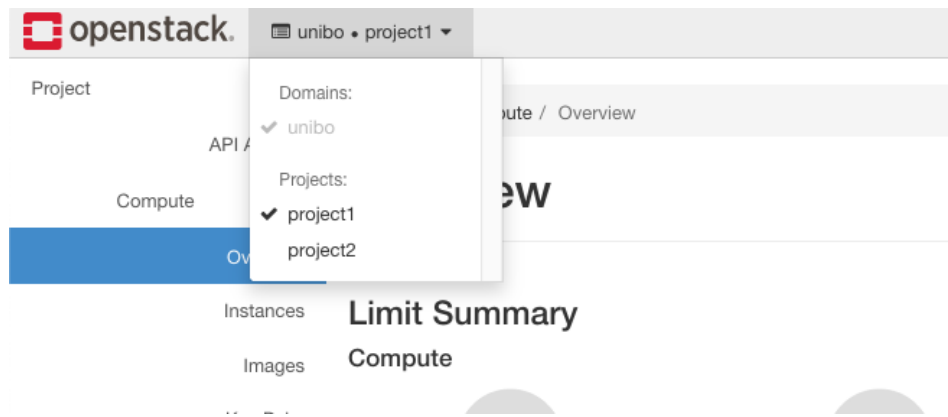 openstack.
unibo • project1
Project
Domains:
unibo
ute / Overview
API
Projects:
Compute
project1
ew
project2
Ov
Instances
Limit Summary
Images
Compute